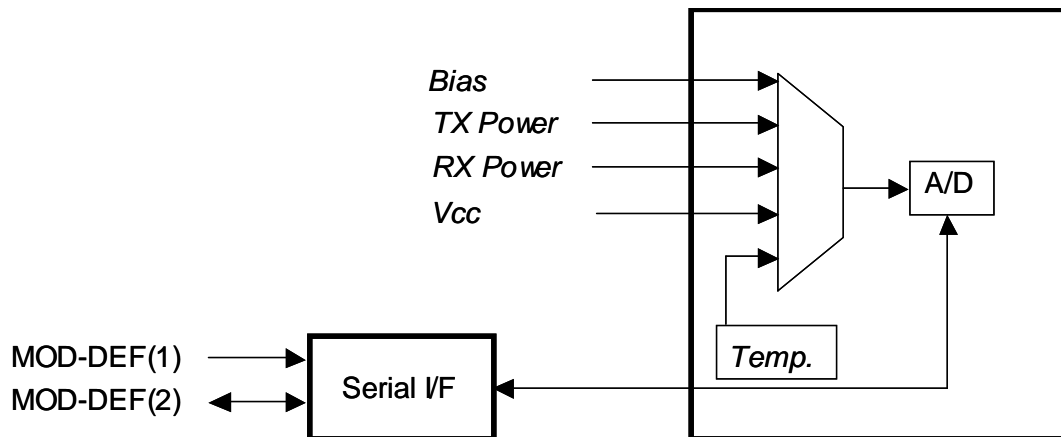 Bias
TX Power
RX Power
Vcc
A/D
Temp.
MOD-DEF(1)
MOD-DEF(2)
Serial I/F